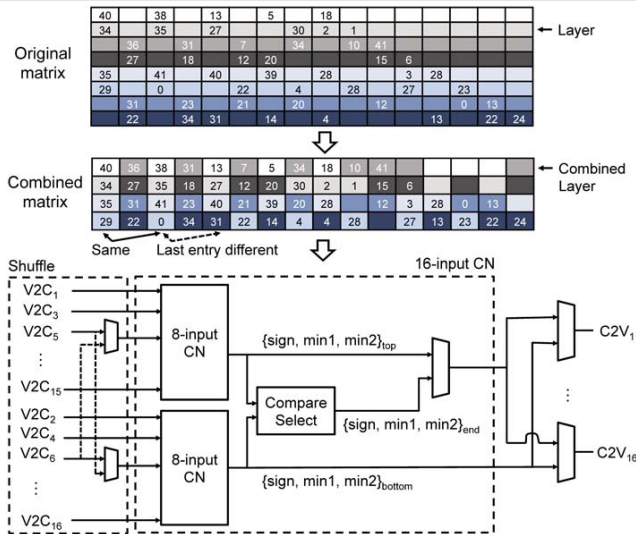 40 38 13 5 18
34 35 27 30 2 1
Layer
36 31 7 34 10 41
Original
matrix
27 18 12 20 15 6
35 41 40 39 28 3 28
29 0 22 4 28 27 23
31 23 21 20 12 0 13
22 34 31 14 4 13 22 24
40 36 38 31 13 7 5 34 18 10 41
Combined
Layer
34 27 35 18 27 12 20 30 2 1 15 6
Combined
matrix
35 31 41 23 40 21 39 20 28 12 3 28 0 13
29 22 0 34 31 22 14 4 4 28 27 13 23 22 24
Same
Last entry different
Shuffle
16-input CN
V2C1
V2C3
V2C5
⋮
V2C15
V2C2
V2C4
V2C6
⋮
V2C16
8-input
CN
8-input
CN
{sign, min1, min2}top
Compare
Select
{sign, min1, min2}end
{sign, min1, min2}bottom
C2V1
⋮
C2V16